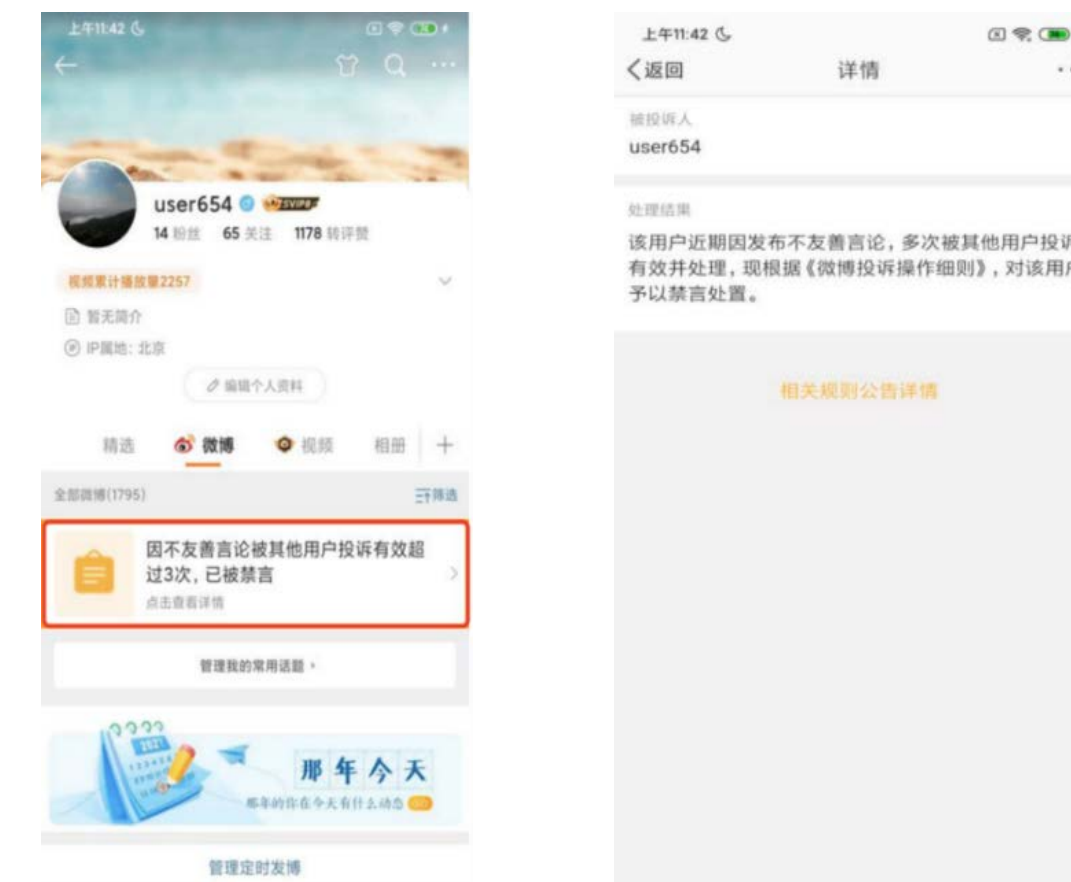 上午11:42
user654 SVIP8
14 粉丝 65 关注 1178 转评赞
视频累计播放量2257
暂无简介
IP属地: 北京
编辑个人资料
精选 微博 视频 相册 +
全部微博(1795) 筛选
因不友善言论被其他用户投诉有效超
过3次, 已被禁言
点击查看详情
管理我的常用话题
2021
那年今天
那年的你在今天有什么动态 GO
管理定时发博
上午11:42
返回 详情
被投诉人
user654
处理结果
该用户近期因发布不友善言论, 多次被其他用户投诉
有效并处理, 现根据《微博投诉操作细则》, 对该用户
予以禁言处置。
相关规则公告详情